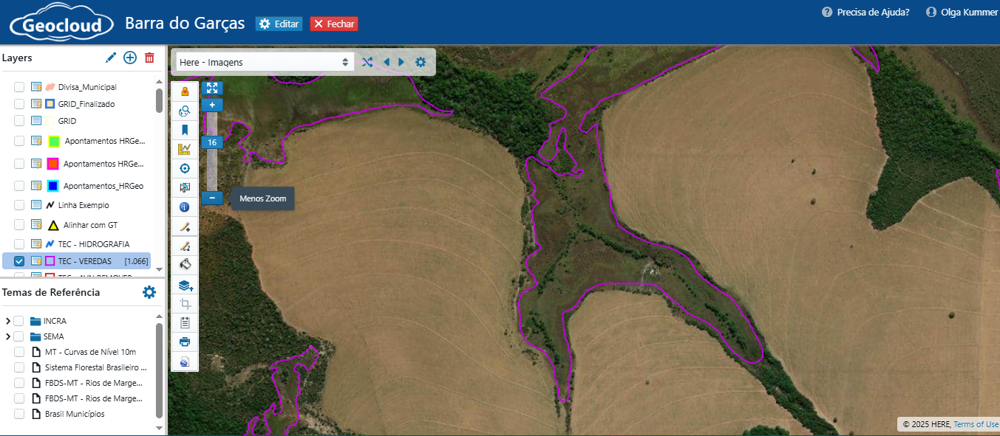 Geocloud
Barra do Garças
Editar
Fechar
Precisa de Ajuda?
Olga Kummer
Layers
Divisa_Municipal
GRID_Finalizado
GRID
Apontamentos HRGe...
Apontamentos HRGe...
Apontamentos_HRGeo
Linha Exemplo
Alinhar com GT
TEC - HIDROGRAFIA
TEC - VEREDAS [1.066]
Temas de Referência
INCRA
SEMA
MT - Curvas de Nível 10m
Sistema Florestal Brasileiro ...
FBDS-MT - Rios de Marge...
FBDS-MT - Rios de Marge...
Brasil Municípios
Here - Imagens
+
16
−
Menos Zoom
© 2025 HERE, Terms of Use